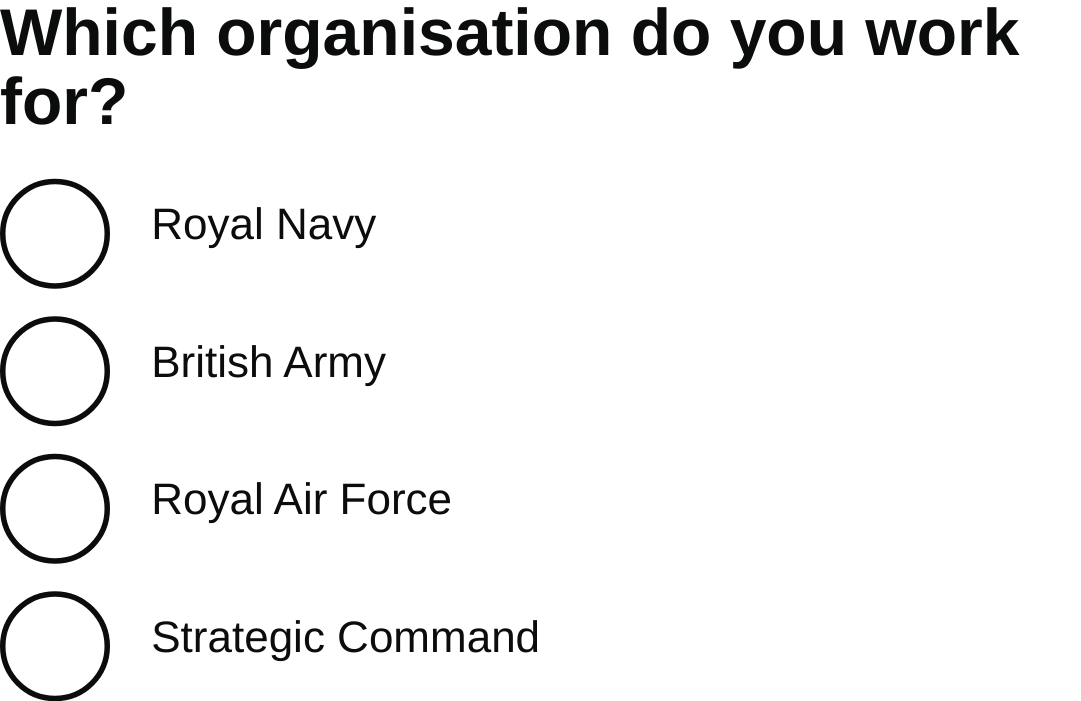 Which organisation do you work
for?
Royal Navy
British Army
Royal Air Force
Strategic Command